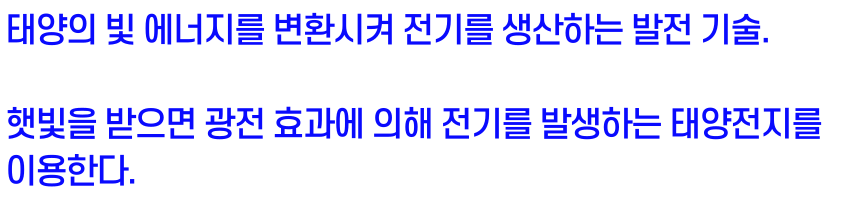 태양의 빛 에너지를 변환시켜 전기를 생산하는 발전 기술.
햇빛을 받으면 광전 효과에 의해 전기를 발생하는 태양전지를
이용한다.